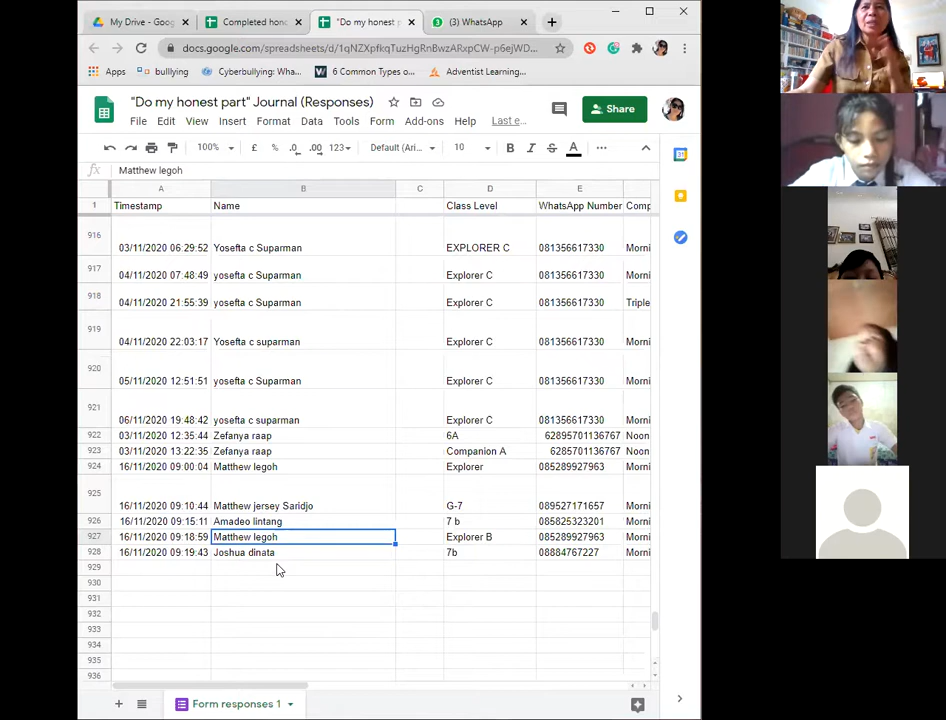 My Drive - Goog
Completed hono
"Do my honest p
3
(3) WhatsApp
docs.google.com/spreadsheets/d/1qNZXpfkqTuzHgRnBwzARxpCW-p6ejWD...
Apps
bulllying
Cyberbullying: Wha...
6 Common Types o...
Adventist Learning...
"Do my honest part" Journal (Responses)
Share
File Edit View Insert Format Data Tools Form Add-ons Help Last e
100% £ % .0 .00 123 Default (Ari... 10 B I S A
fx Matthew legoh
A B C D E
1 Timestamp Name Class Level WhatsApp Number Comp
916 03/11/2020 06:29:52 Yosefta c Suparman EXPLORER C 081356617330 Morni
917 04/11/2020 07:48:49 yosefta c Suparman Explorer C 081356617330 Morni
918 04/11/2020 21:55:39 yosefta c Suparman Explorer C 081356617330 Triple
919 04/11/2020 22:03:17 Yosefta c suparman Explorer C 081356617330 Morni
920 05/11/2020 12:51:51 yosefta c Suparman Explorer C 081356617330 Morni
921 06/11/2020 19:48:42 yosefta c suparman Explorer C 081356617330 Morni
922 03/11/2020 12:35:44 Zefanya raap 6A 62895701136767 Noon
923 03/11/2020 13:22:35 Zefanya raap Companion A 6285701136767 Noon
924 16/11/2020 09:00:04 Matthew legoh Explorer 085289927963 Morni
925 16/11/2020 09:10:44 Matthew jersey Saridjo G-7 089527171657 Morni
926 16/11/2020 09:15:11 Amadeo lintang 7 b 085825323201 Morni
927 16/11/2020 09:18:59 Matthew legoh Explorer B 085289927963 Morni
928 16/11/2020 09:19:43 Joshua dinata 7b 08884767227 Morni
929
930
931
932
933
934
935
936
Form responses 1
31